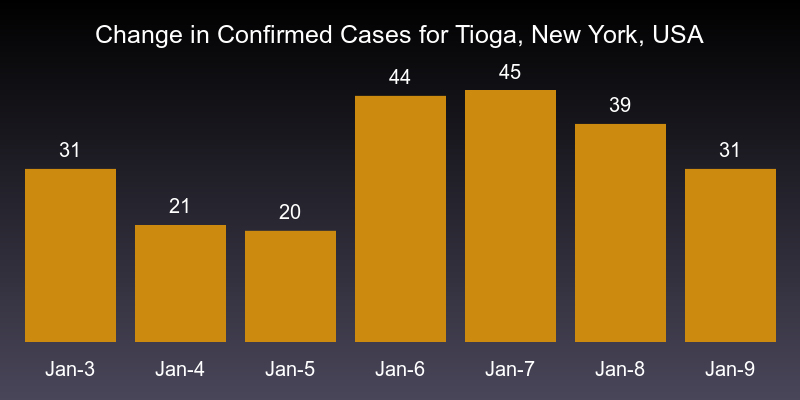 Change in Confirmed Cases for Tioga, New York, USA
31
21
20
44
45
39
31
Jan-3
Jan-4
Jan-5
Jan-6
Jan-7
Jan-8
Jan-9